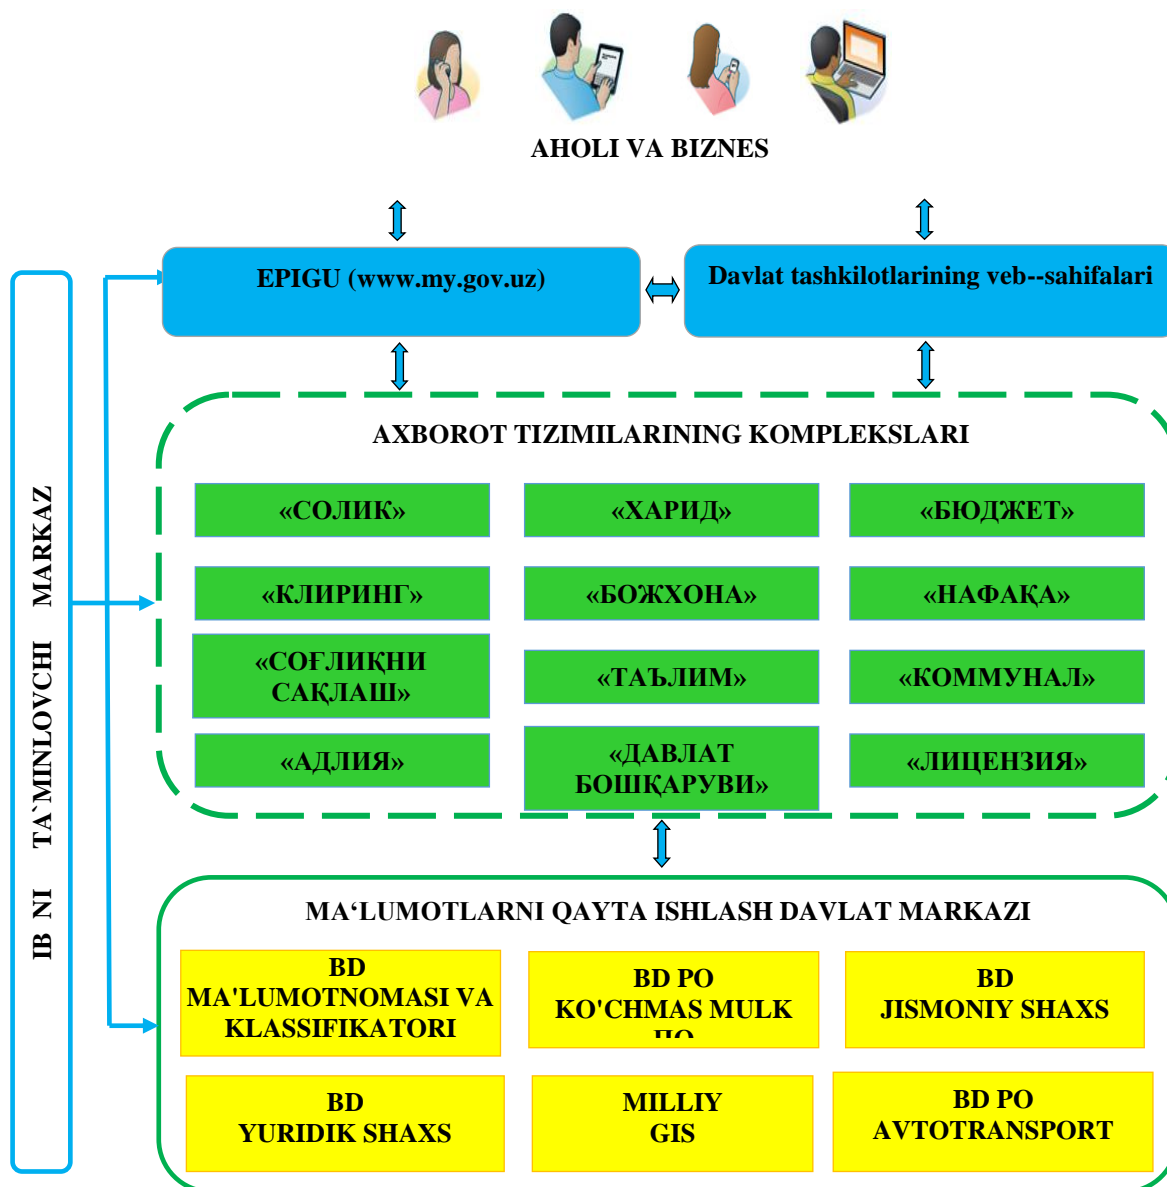 AHOLI VA BIZNES
EPIGU (www.my.gov.uz)
Davlat tashkilotlarining veb--sahifalari
IB NI TA`MINLOVCHI MARKAZ
AXBOROT TIZIMILARINING KOMPLEKSLARI
«СОЛИК»
«ХАРИД»
«БЮДЖЕТ»
«КЛИРИНГ»
«БОЖХОНА»
«НАФАҚА»
«СОҒЛИҚНИ
САҚЛАШ»
«ТАЪЛИМ»
«КОММУНАЛ»
«АДЛИЯ»
«ДАВЛАТ
БОШҚАРУВИ»
«ЛИЦЕНЗИЯ»
MA‘LUMOTLARNI QAYTA ISHLASH DAVLAT MARKAZI
BD
MA'LUMOTNOMASI VA
KLASSIFIKATORI
BD PO
KO'CHMAS MULK
ПО
BD
JISMONIY SHAXS
BD
YURIDIK SHAXS
MILLIY
GIS
BD PO
AVTOTRANSPORT